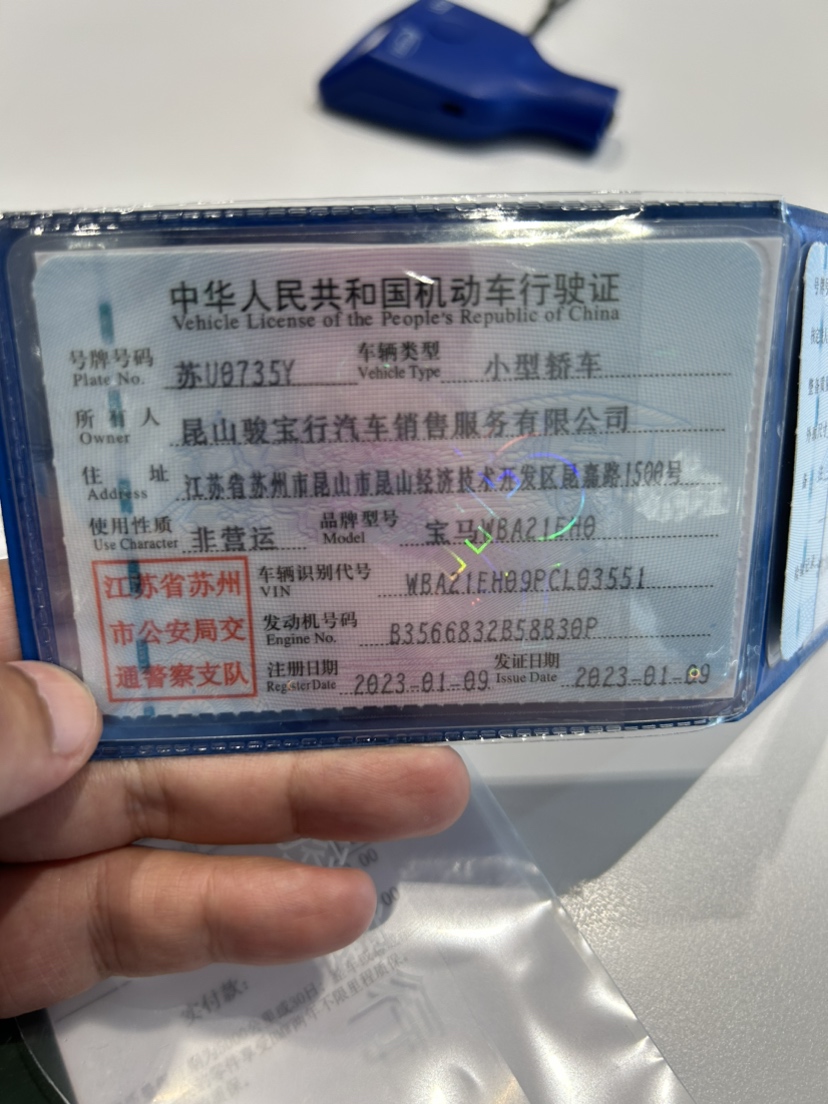 中华人民共和国机动车行驶证
Vehicle License of the People's Republic of China
号牌号码 苏U0735Y 车辆类型 小型轿车
Plate No. Vehicle Type
所有人 昆山骏宝行汽车销售服务有限公司
Owner
住址 江苏省苏州市昆山市昆山经济技术开发区昆嘉路1500号
Address
使用性质 非营运 品牌型号 宝马WBA21EH0
Use Character Model
江苏省苏州
市公安局交
通警察支队
车辆识别代号 WBA21EH09PCL03551
VIN
发动机号码 B3566832B58B30P
Engine No.
注册日期 2023-01-09 发证日期 2023-01-09
Register Date Issue Date
00
00
实付款: